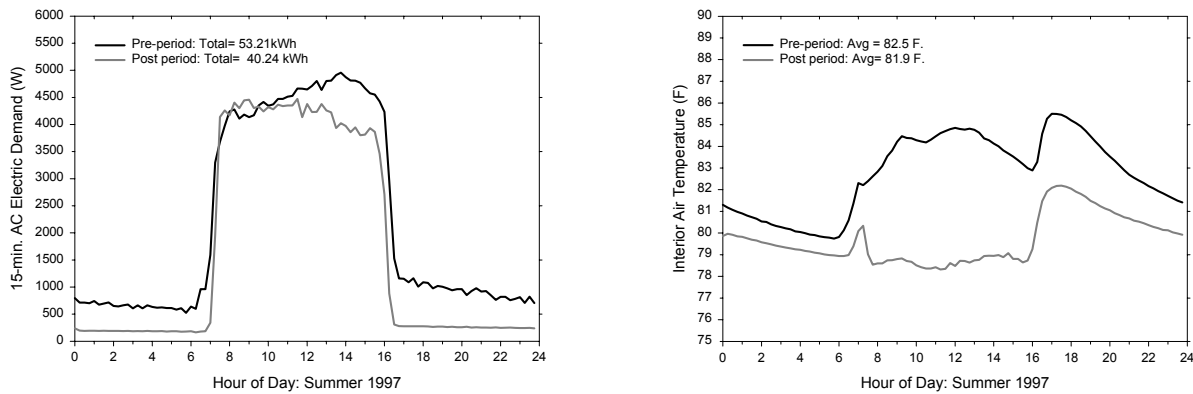 6000
5500
5000
4500
4000
3500
3000
2500
2000
1500
1000
500
0
15-min. AC Electric Demand (W)
Pre-period: Total= 53.21kWh
Post period: Total= 40.24 kWh
0 2 4 6 8 10 12 14 16 18 20 22 24
Hour of Day: Summer 1997
90
89
88
87
86
85
84
83
82
81
80
79
78
77
76
75
Interior Air Temperature (F)
Pre-period: Avg = 82.5 F.
Post period: Avg= 81.9 F.
0 2 4 6 8 10 12 14 16 18 20 22 24
Hour of Day: Summer 1997